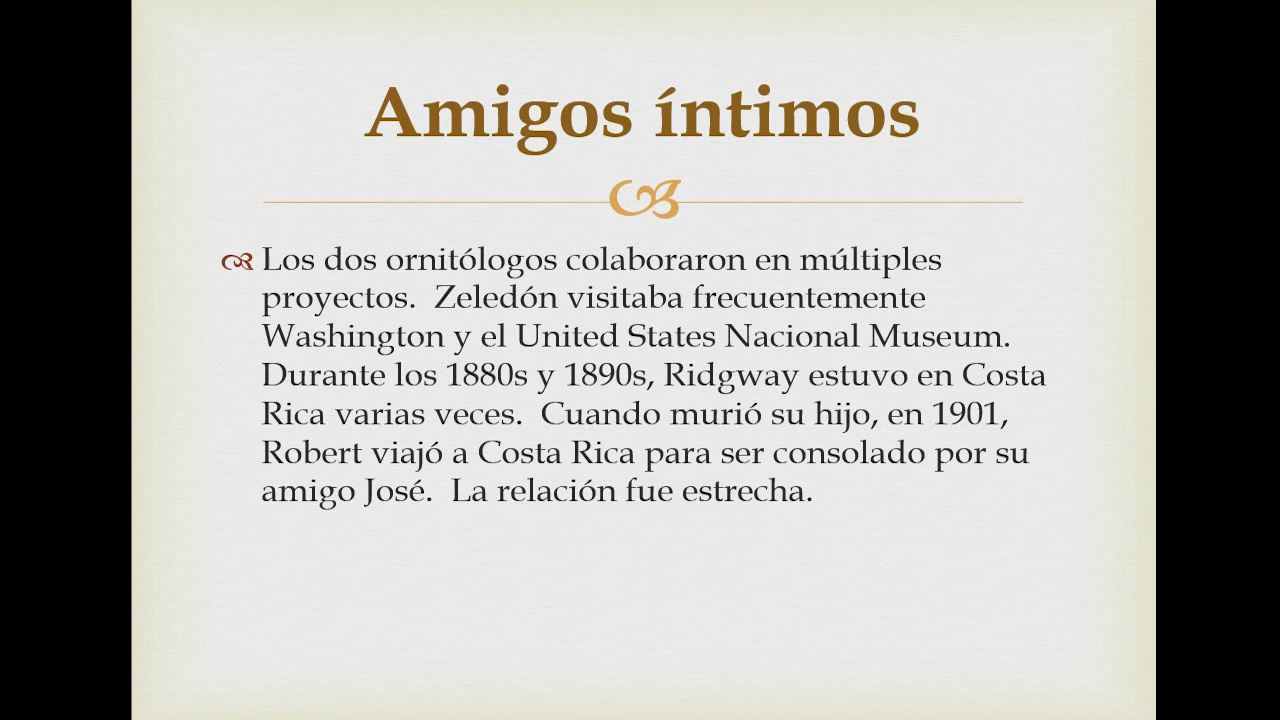 Amigos íntimos
Los dos ornitólogos colaboraron en múltiples
proyectos.  Zeledón visitaba frecuentemente
Washington y el United States Nacional Museum.
Durante los 1880s y 1890s, Ridgway estuvo en Costa
Rica varias veces.  Cuando murió su hijo, en 1901,
Robert viajó a Costa Rica para ser consolado por su
amigo José.  La relación fue estrecha.